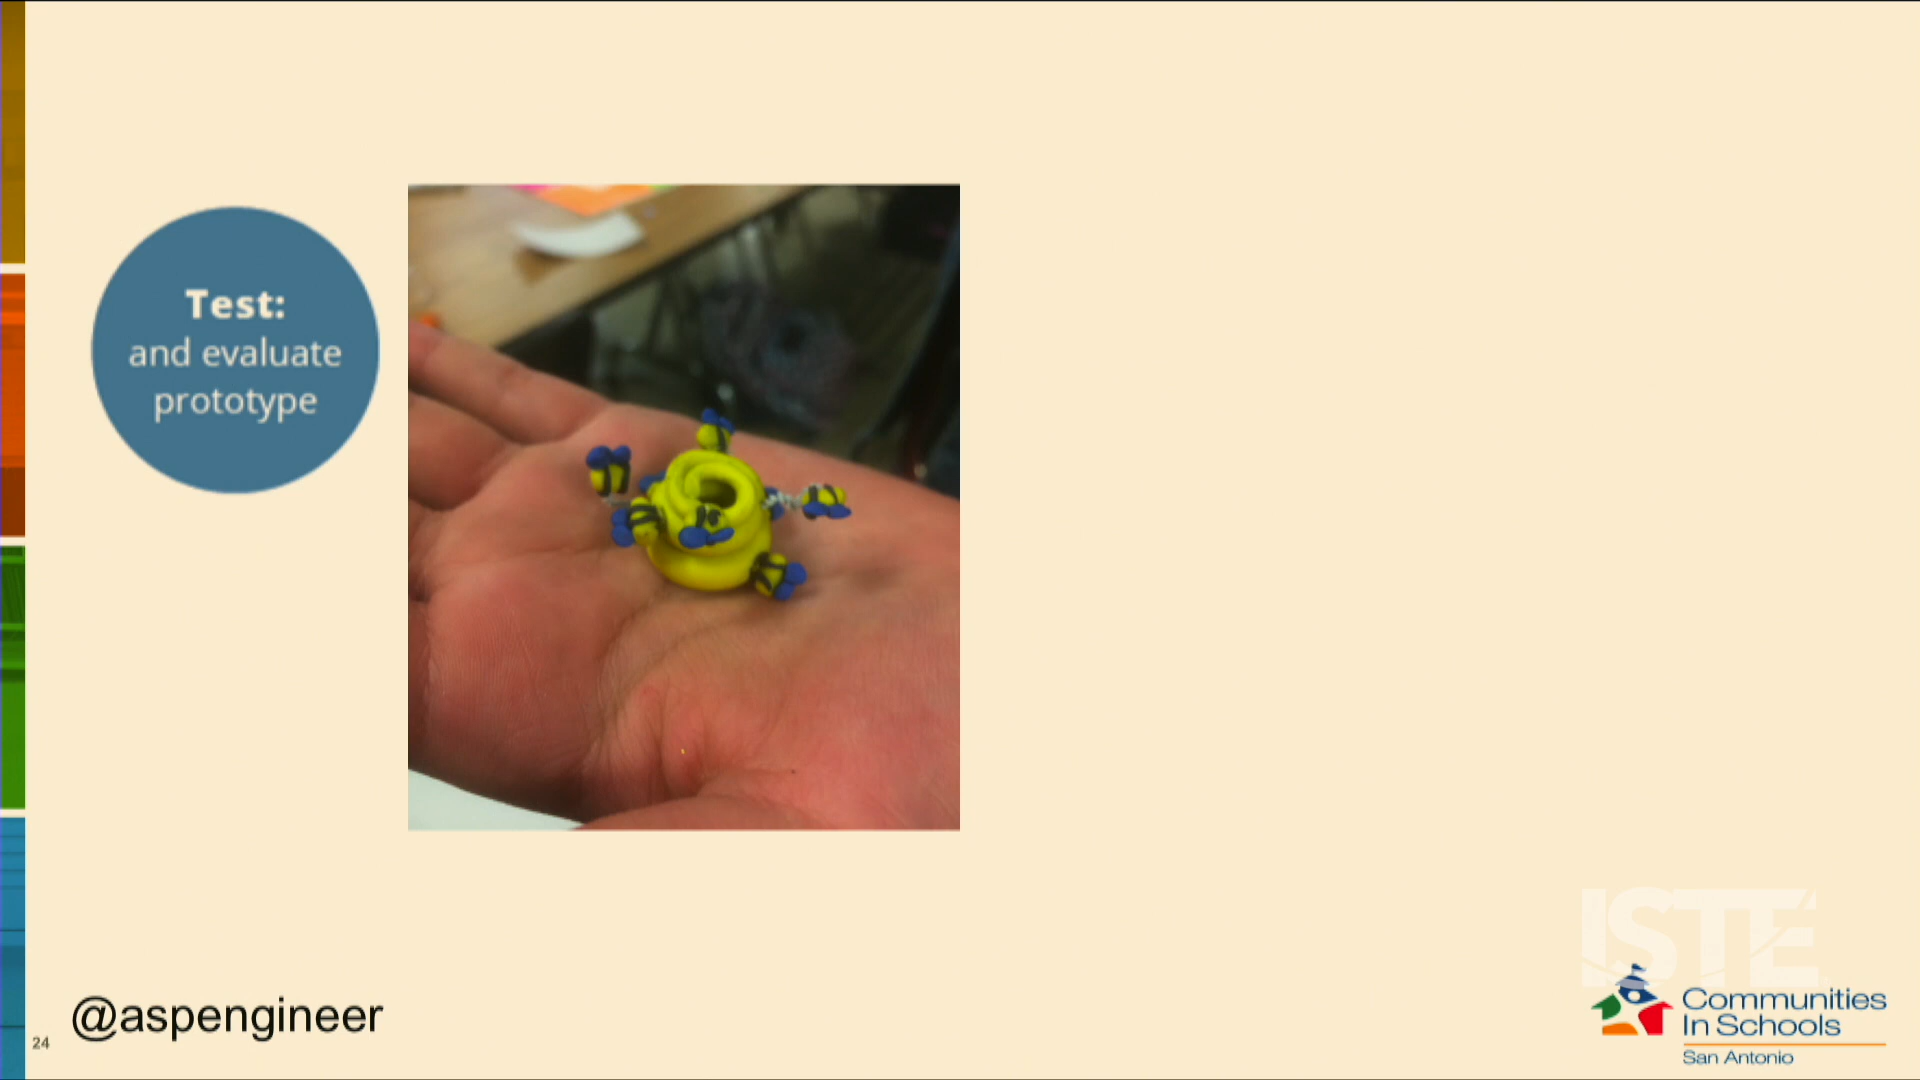 Test:
and evaluate
prototype
ISTE
@aspengineer
24
Communities
In Schools
San Antonio